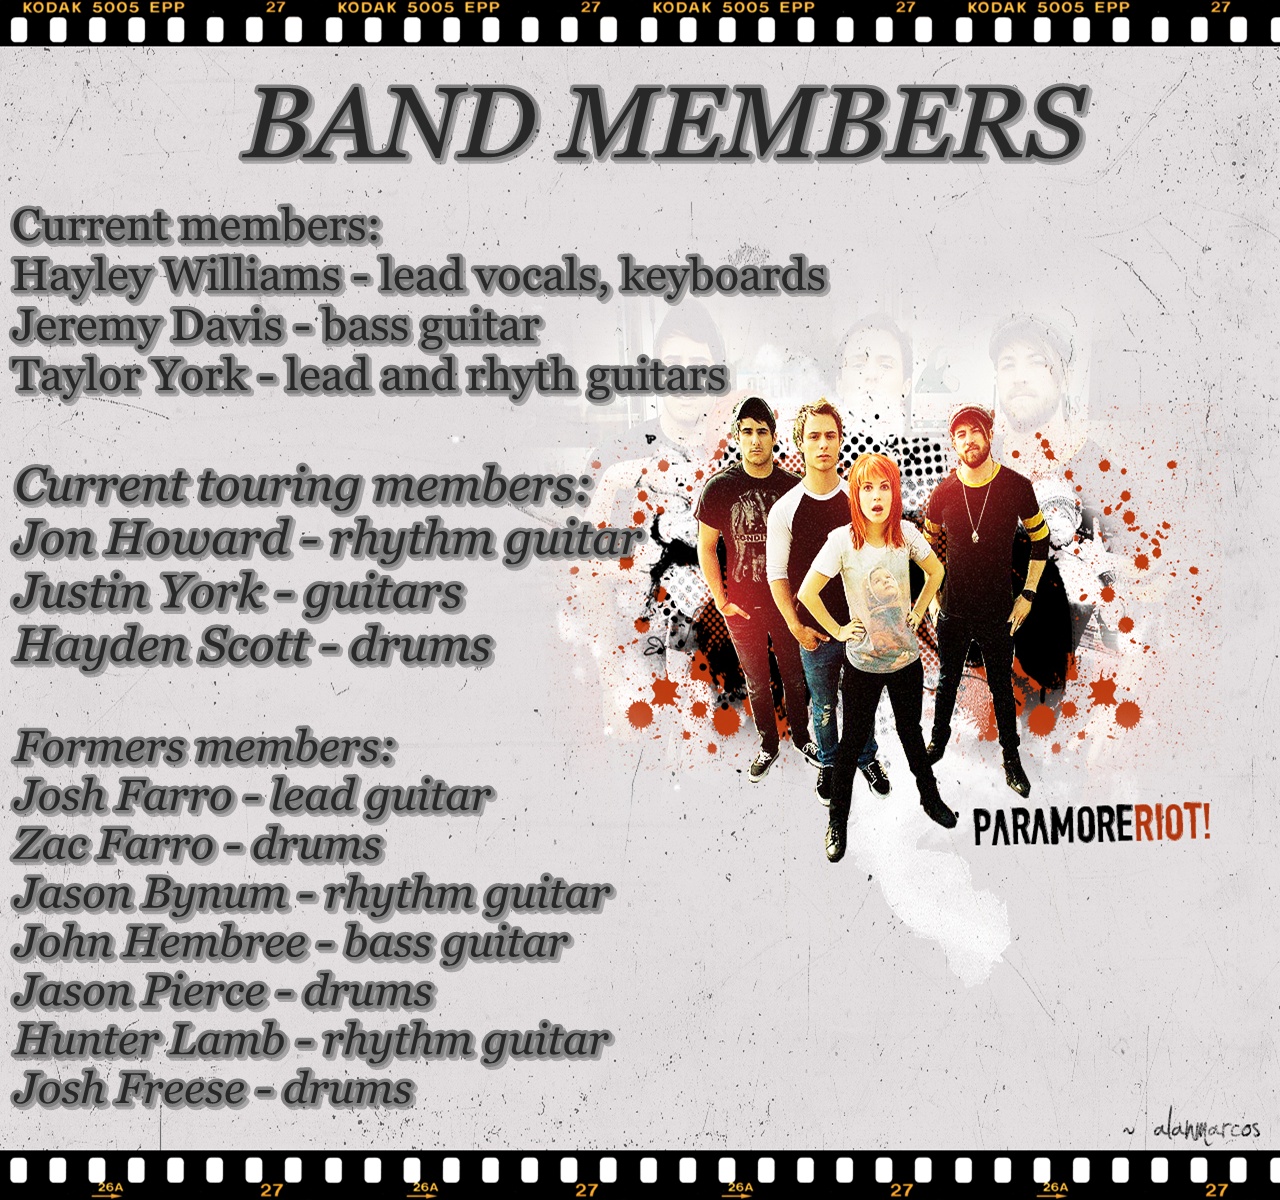 KODAK 5005 EPP 27 KODAK 5005 EPP 27 KODAK 5005 EPP 27 KODAK 5005 EPP 27
BAND MEMBERS
Current members:
Hayley Williams - lead vocals, keyboards
Jeremy Davis - bass guitar
Taylor York - lead and rhyth guitars
Current touring members:
Jon Howard - rhythm guitar
Justin York - guitars
Hayden Scott - drums
Formers members:
Josh Farro - lead guitar
Zac Farro - drums
Jason Bynum - rhythm guitar
John Hembree - bass guitar
Jason Pierce - drums
Hunter Lamb - rhythm guitar
Josh Freese - drums
PARAMORERIOT!
~ alanmarcos
26A 27 26A 27 26A 27 26A 27